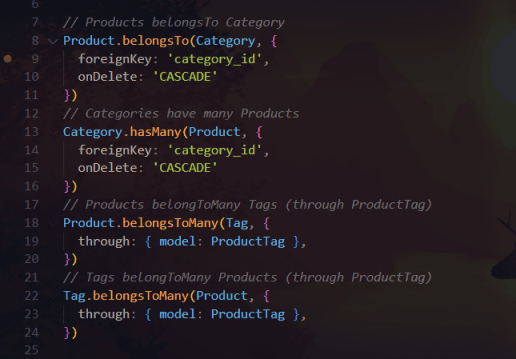 6
7 // Products belongsTo Category
8 Product.belongsTo(Category, {
9 foreignKey: 'category_id',
10 onDelete: 'CASCADE'
11 })
12 // Categories have many Products
13 Category.hasMany(Product, {
14 foreignKey: 'category_id',
15 onDelete: 'CASCADE'
16 })
17 // Products belongToMany Tags (through ProductTag)
18 Product.belongsToMany(Tag, {
19 through: { model: ProductTag },
20 })
21 // Tags belongToMany Products (through ProductTag)
22 Tag.belongsToMany(Product, {
23 through: { model: ProductTag },
24 })
25